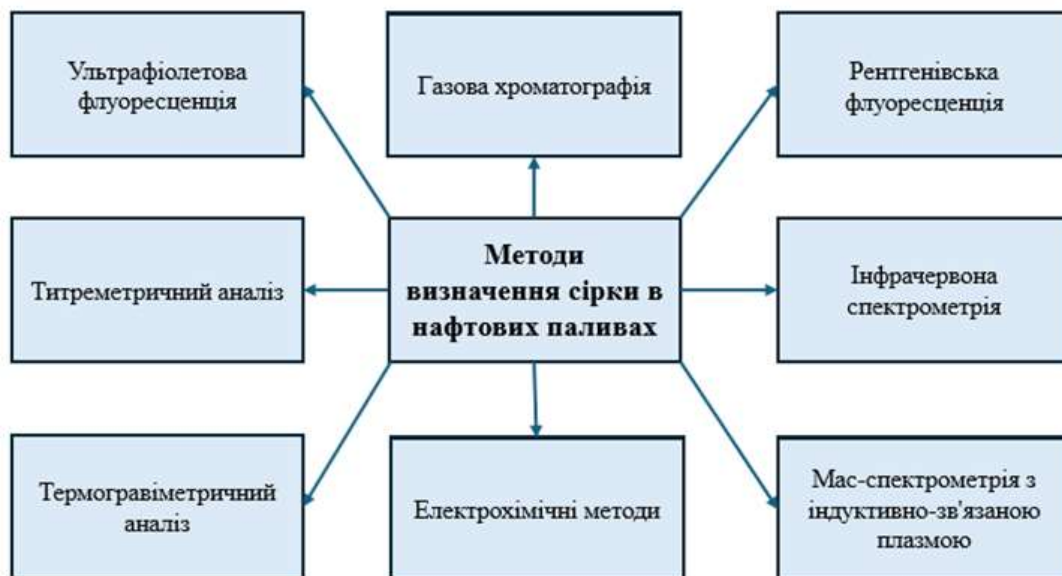 Ультрафіолетова
флуоресценція
Газова хроматографія
Рентгенівська
флуоресценція
Титреметричний аналіз
Методи
визначення сірки в
нафтових паливах
Інфрачервона
спектрометрія
Термогравіметричний
аналіз
Електрохімічні методи
Мас-спектрометрія з
індуктивно-зв'язаною
плазмою